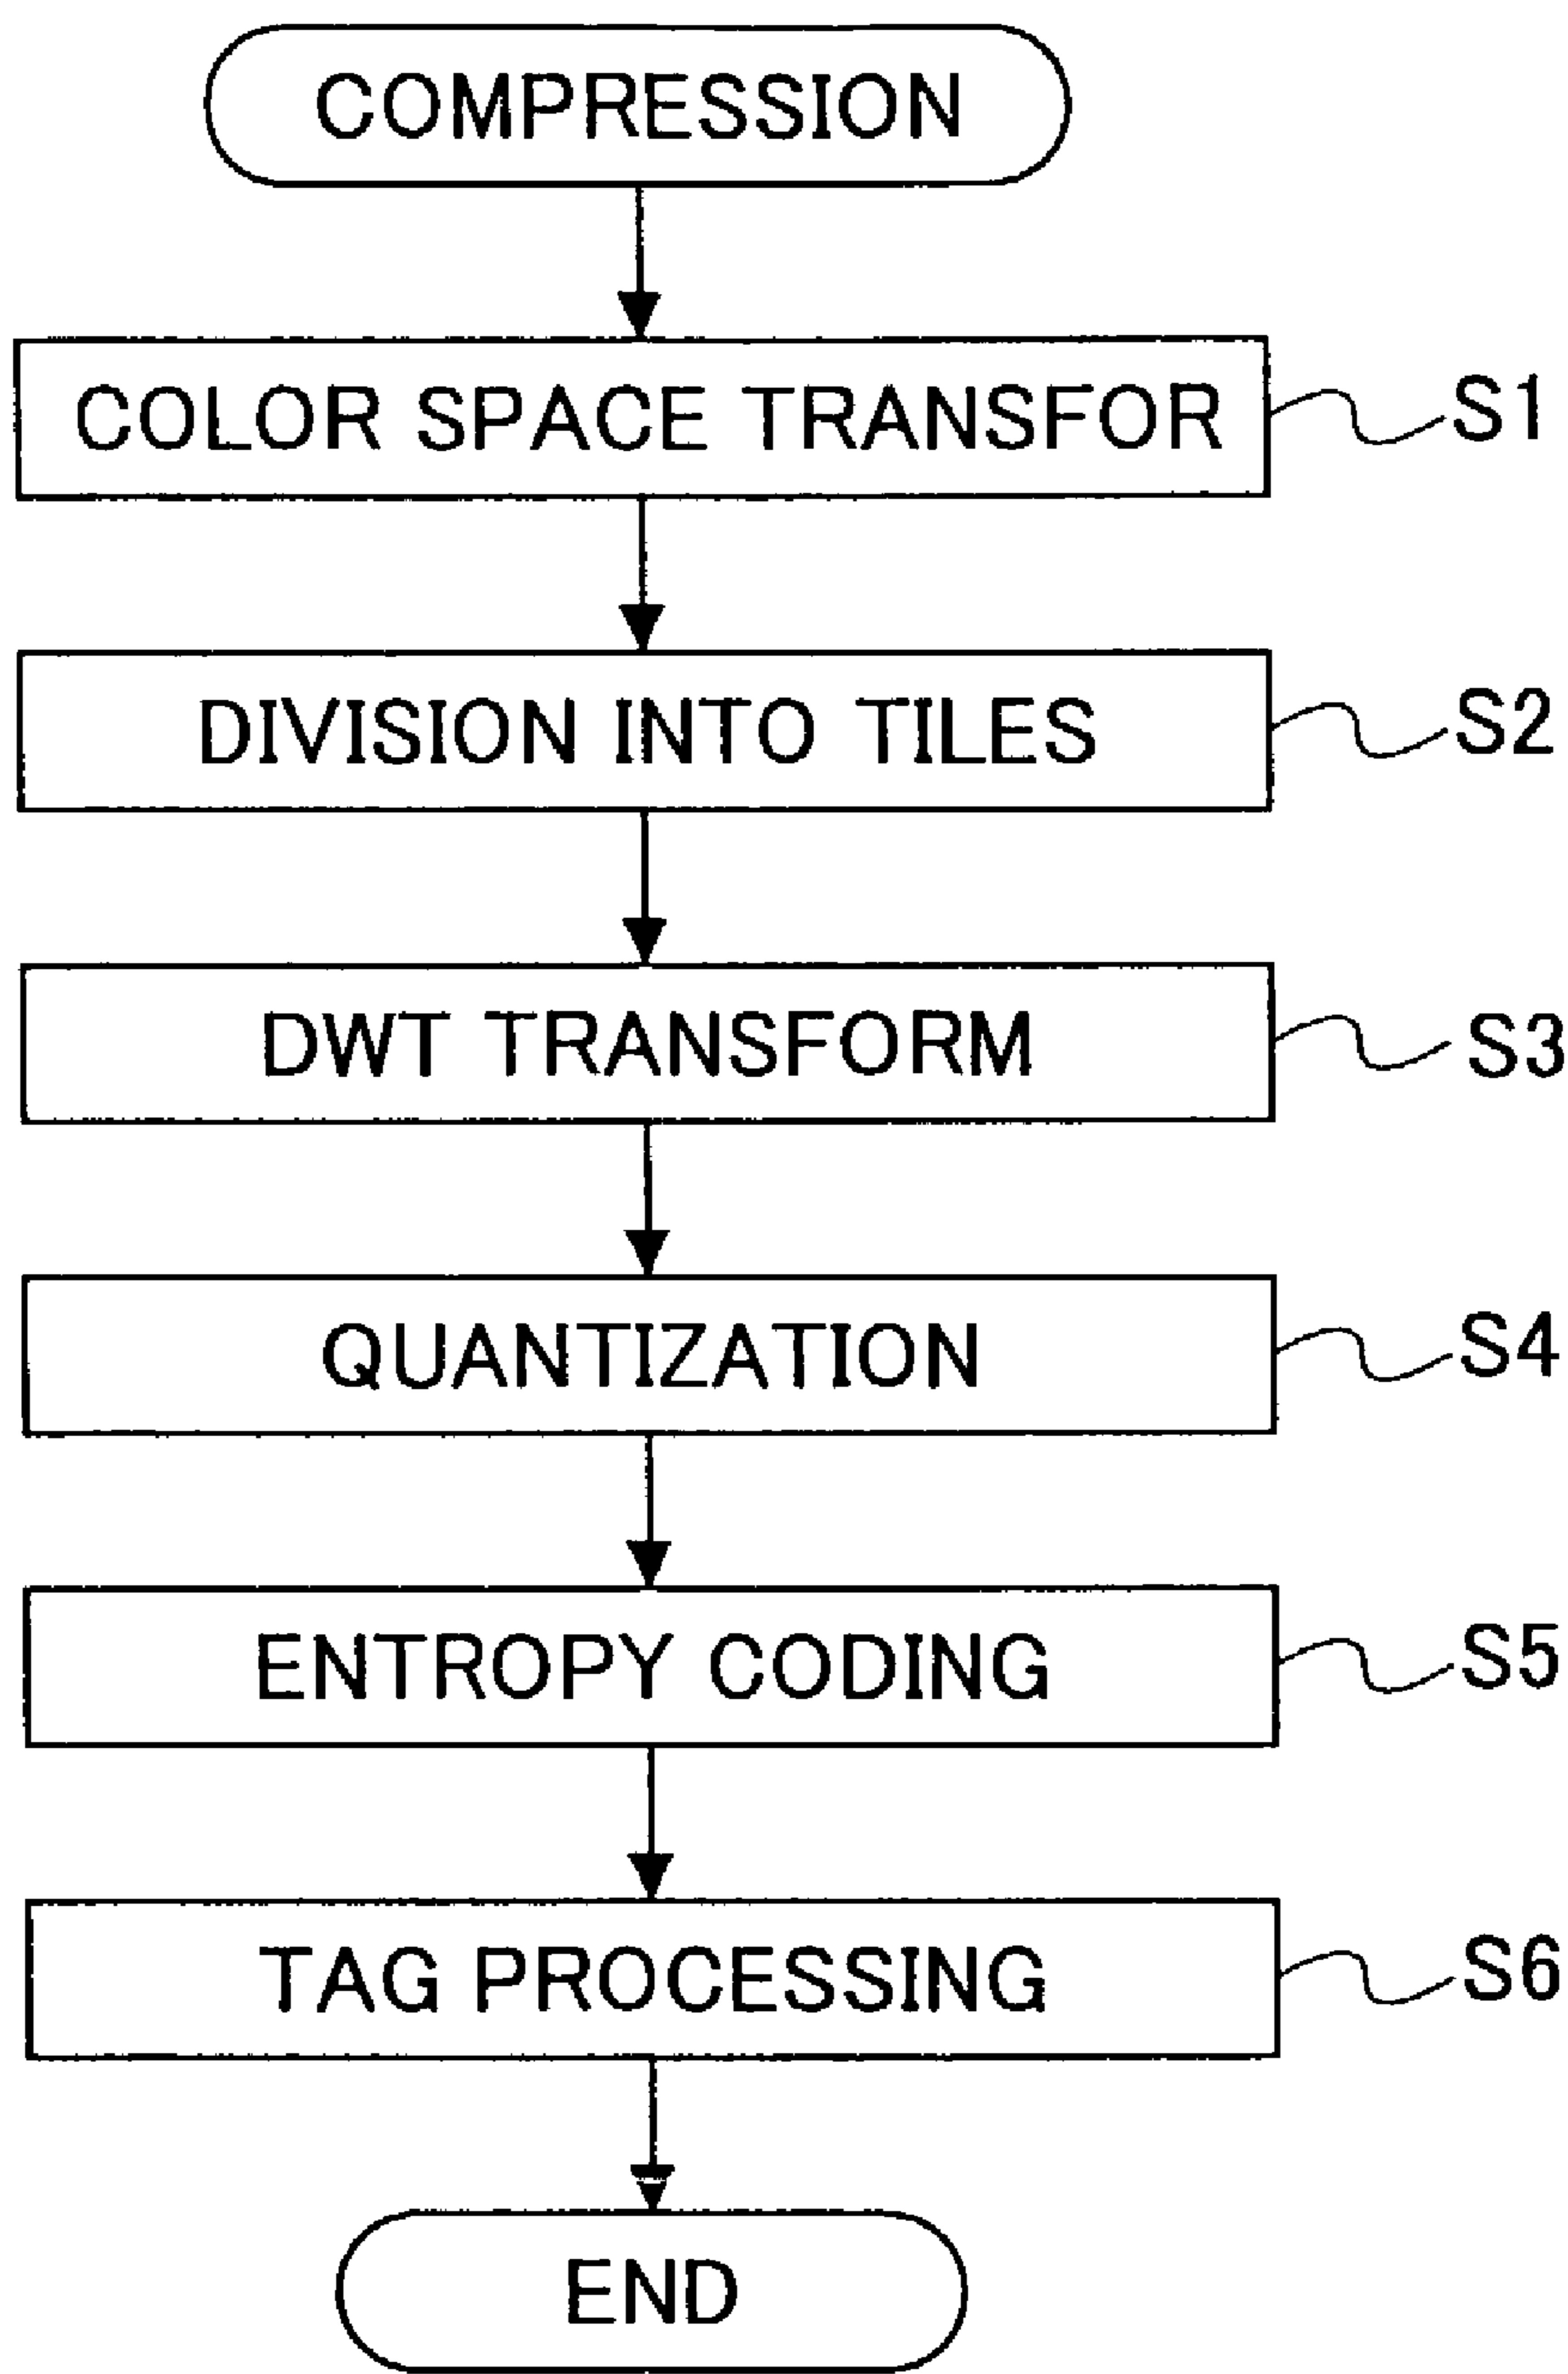 COMPRESSION
COLOR SPACE TRANSFOR S1
DIVISION INTO TILES S2
DWT TRANSFORM S3
QUANTIZATION S4
ENTROPY CODING S5
TAG PROCESSING S6
END